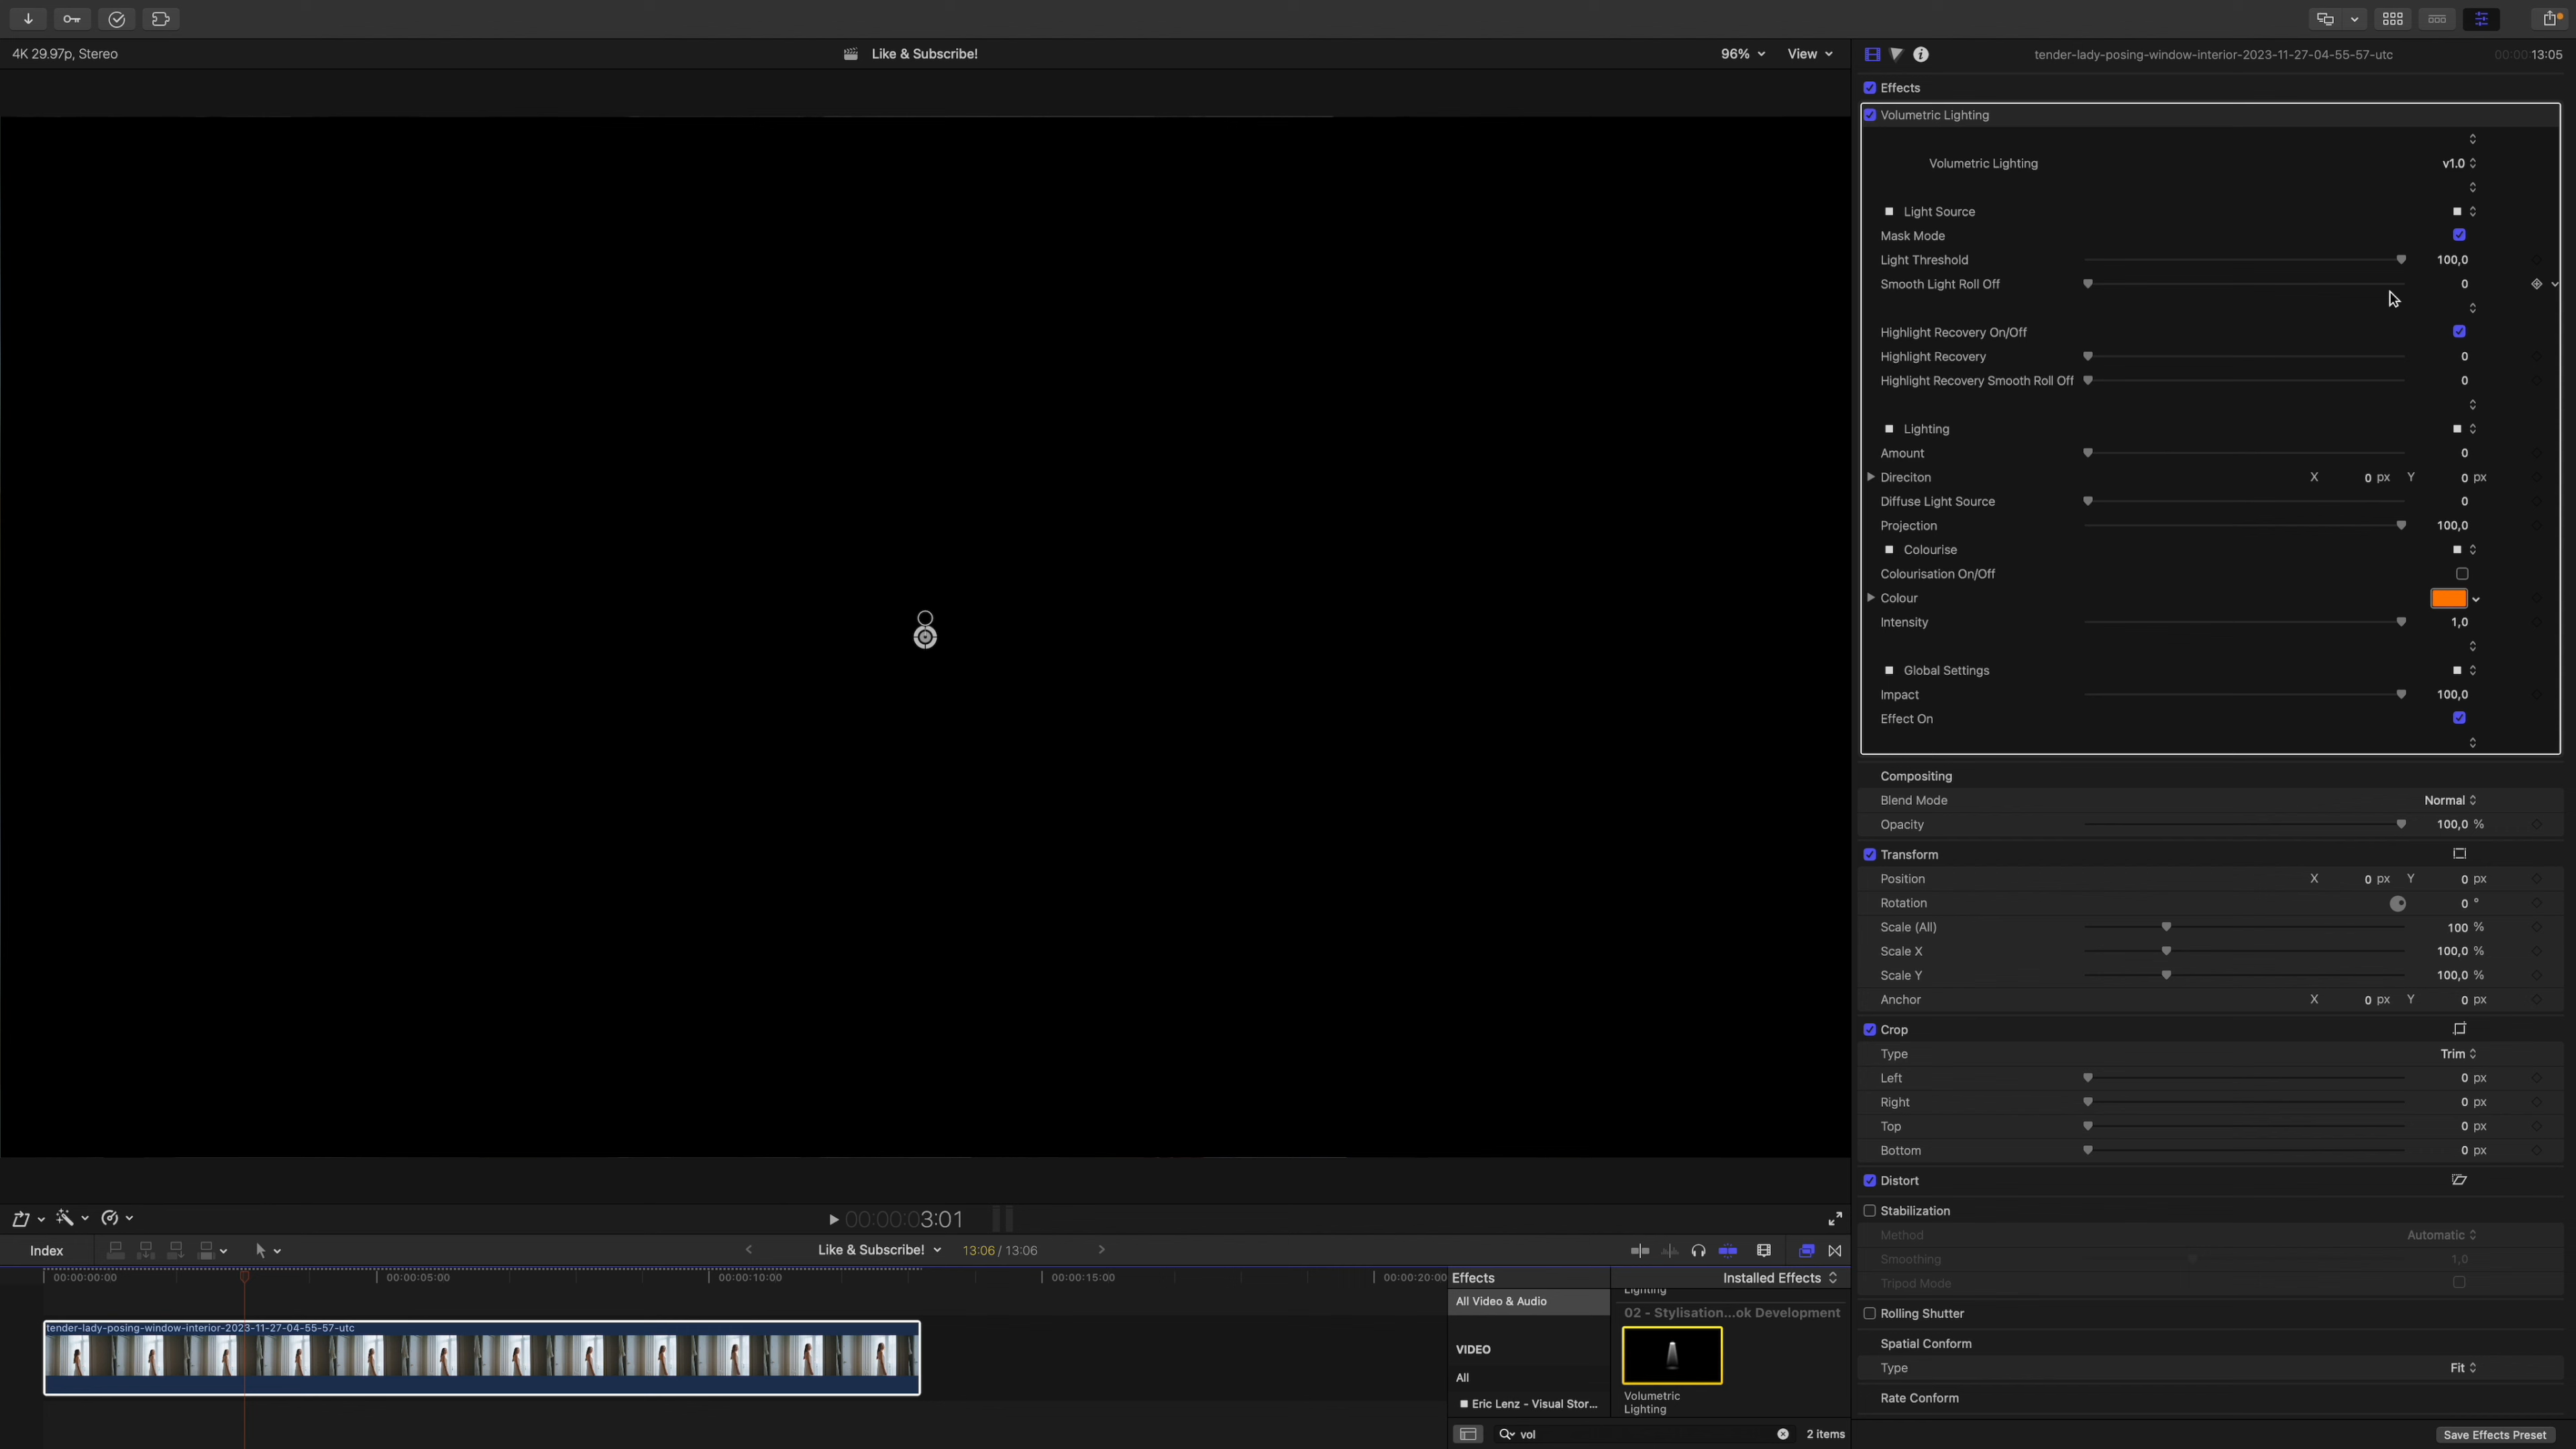 4K 29.97p, Stereo
Like & Subscribe!
96%
View
tender-lady-posing-window-interior-2023-11-27-04-55-57-utc
00:00:13:05
Effects
Volumetric Lighting
Volumetric Lighting v1.0
Light Source
Mask Mode
Light Threshold 100,0
Smooth Light Roll Off 0
Highlight Recovery On/Off
Highlight Recovery 0
Highlight Recovery Smooth Roll Off 0
Lighting
Amount 0
Direciton X 0 px Y 0 px
Diffuse Light Source 0
Projection 100,0
Colourise
Colourisation On/Off
Colour
Intensity 1,0
Global Settings
Impact 100,0
Effect On
Compositing
Blend Mode Normal
Opacity 100,0 %
Transform
Position X 0 px Y 0 px
Rotation 0 °
Scale (All) 100 %
Scale X 100,0 %
Scale Y 100,0 %
Anchor X 0 px Y 0 px
Crop
Type Trim
Left 0 px
Right 0 px
Top 0 px
Bottom 0 px
Distort
Stabilization
Method Automatic
Smoothing 1,0
Tripod Mode
Rolling Shutter
Spatial Conform
Type Fit
Rate Conform
Save Effects Preset
00:00:03:01
Index
Like & Subscribe!
13:06 / 13:06
00:00:00:00 00:00:05:00 00:00:10:00 00:00:15:00 00:00:20:00
tender-lady-posing-window-interior-2023-11-27-04-55-57-utc
Effects
Installed Effects
All Video & Audio
VIDEO
All
Eric Lenz - Visual Stor...
Lighting
02 - Stylisation...ok Development
Volumetric
Lighting
vol
2 items